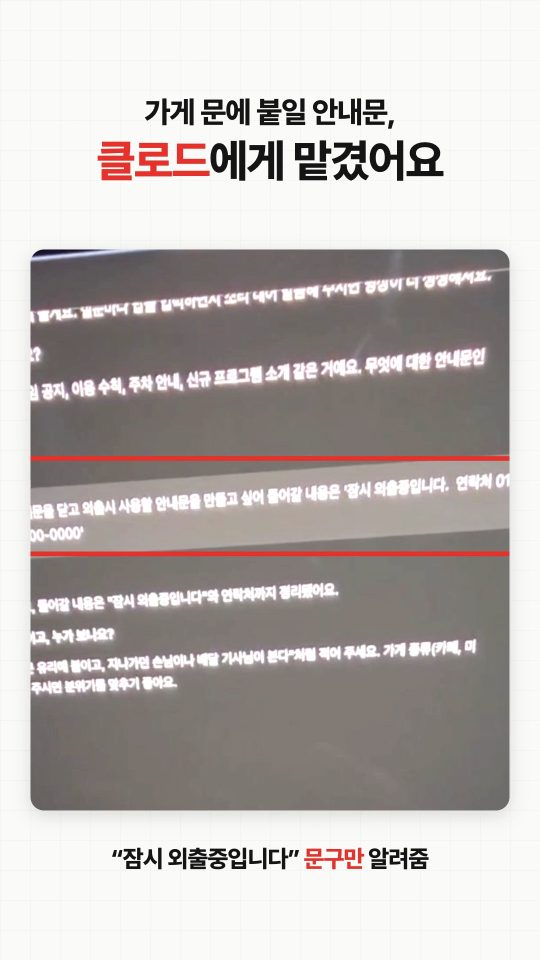 가게 문에 붙일 안내문,
클로드에게 맡겼어요
요?
공지, 이용 수칙, 주차 안내, 신규 프로그램 소개 같은 거예요. 무엇에 대한 안내문인
문을 닫고 외출시 사용할 안내문을 만들고 싶어 들어갈 내용은 '잠시 외출중입니다. 연락처 01
00-0000'
, 들어갈 내용은 "잠시 외출중입니다"와 연락처까지 정리됐어요.
이고, 누가 보나요?
유리에 붙이고, 지나가던 손님이나 배달 기사님이 본다"처럼 적어 주세요. 가게 종류(카페, 미
주시면 분위기를 맞추기 좋아요.
“잠시 외출중입니다” 문구만 알려줌